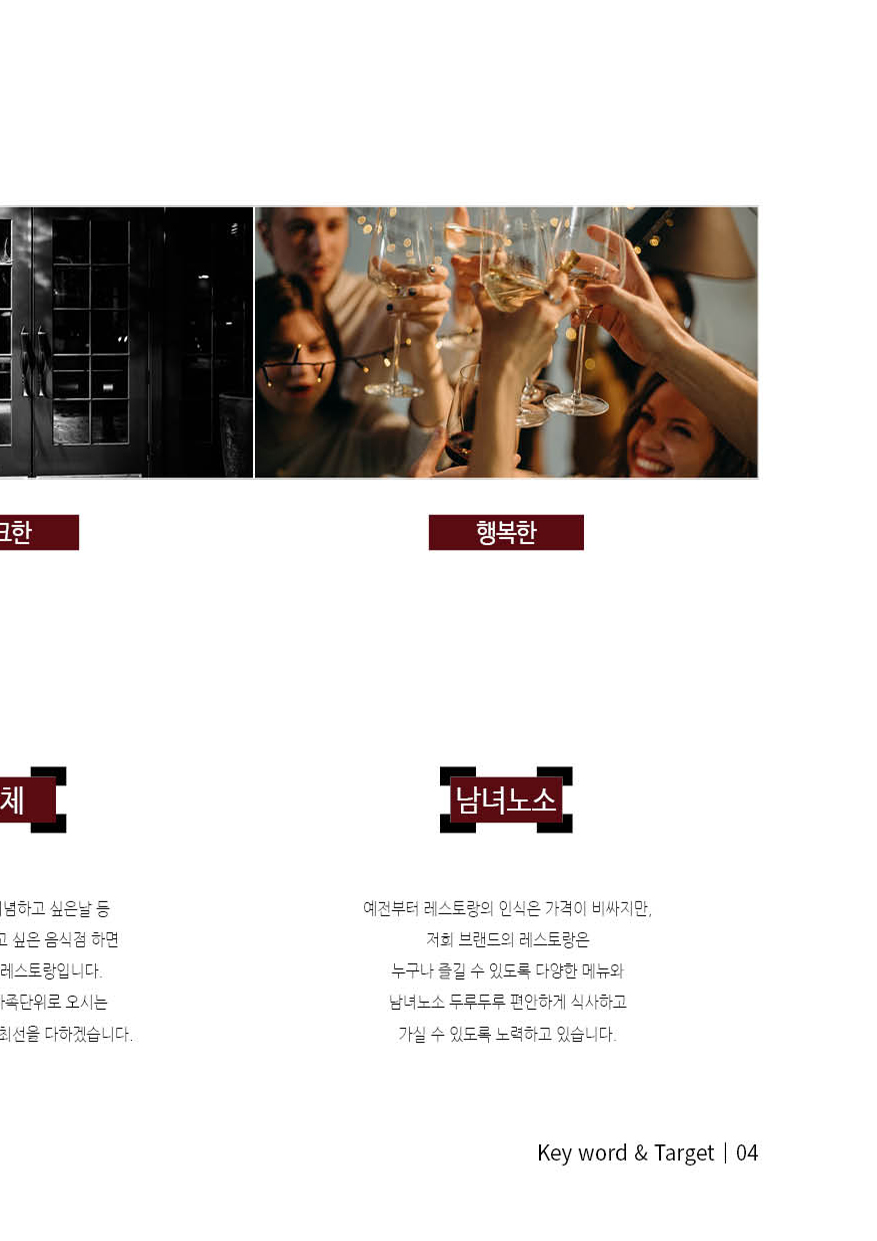 행복한
체
남녀노소
하고 싶은날 등
싶은 음식점 하면
레스토랑입니다.
가족단위로 오시는
최선을 다하겠습니다.
예전부터 레스토랑의 인식은 가격이 비싸지만,
저희 브랜드의 레스토랑은
누구나 즐길 수 있도록 다양한 메뉴와
남녀노소 두루두루 편안하게 식사하고
가실 수 있도록 노력하고 있습니다.
Key word & Target | 04